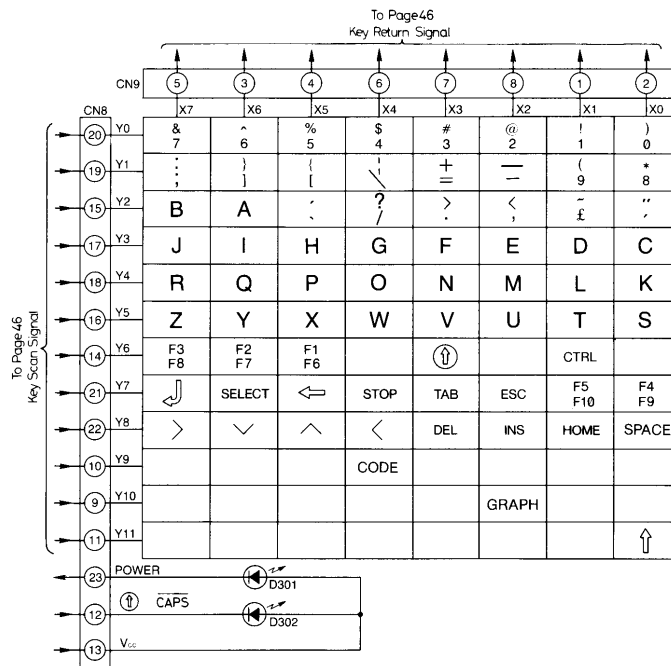 To Page46
Key Return Signal
CN9 5 3 4 6 7 8 1 2
CN8 X7 X6 X5 X4 X3 X2 X1 X0
20 Y0 & ^ % $ # @ ! )
7 6 5 4 3 2 1 0
19 Y1 : } { ¦ + — ( *
; ] [ \ = – 9 8
15 Y2 B A ` ? > < ~ "
´ / . , £ ′
17 Y3 J I H G F E D C
18 Y4 R Q P O N M L K
16 Y5 Z Y X W V U T S
14 Y6 F3 F2 F1 ⇧ CTRL
F8 F7 F6
21 Y7 ↵ SELECT ⇦ STOP TAB ESC F5 F4
F10 F9
22 Y8 > ∨ ∧ < DEL INS HOME SPACE
10 Y9 CODE
9 Y10 GRAPH
11 Y11 ⇧
To Page46
Key Scan Signal
23 POWER D301
12 ⇧ CAPS D302
13 Vcc